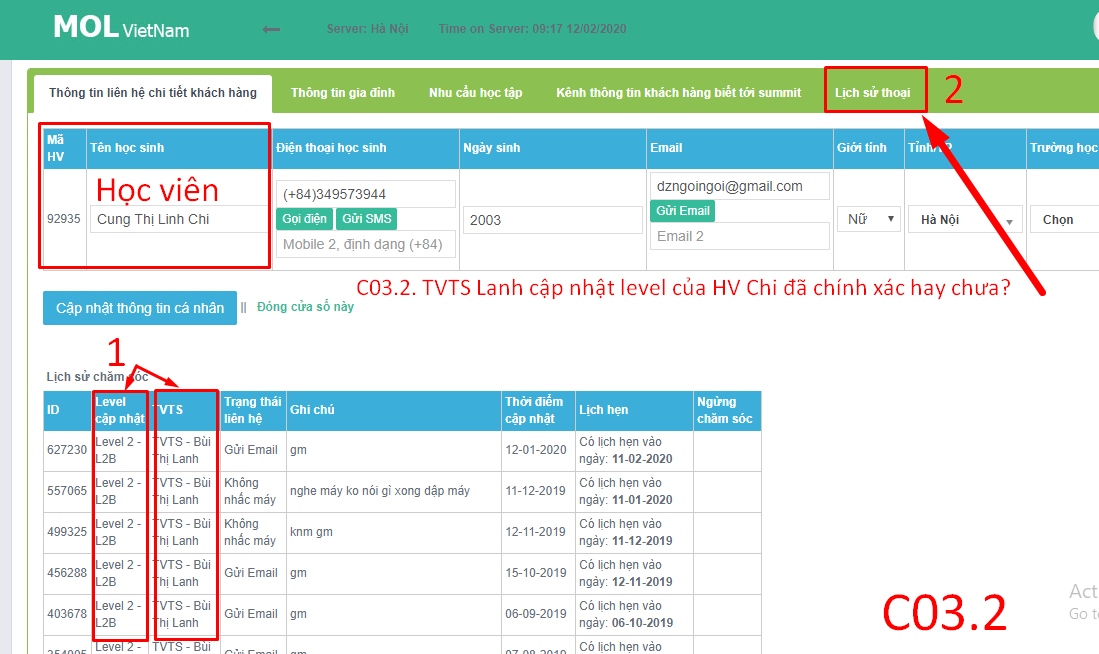 MOL VietNam
Server: Hà Nội
Time on Server: 09:17 12/02/2020
Thông tin liên hệ chi tiết khách hàng
Thông tin gia đình
Nhu cầu học tập
Kênh thông tin khách hàng biết tới summit
Lịch sử thoại
2
Mã HV
Tên học sinh
Điện thoại học sinh
Ngày sinh
Email
Giới tính
Trường học
Học viên
92935
Cung Thị Linh Chi
(+84)349573944
Gọi điện
Gửi SMS
Mobile 2, định dạng (+84)
2003
dzngoingoi@gmail.com
Gửi Email
Email 2
Nữ
Hà Nội
Chọn
C03.2. TVTS Lanh cập nhật level của HV Chi đã chính xác hay chưa?
Cập nhật thông tin cá nhân || Đóng cửa sổ này
1
Lịch sử chăm sóc
ID
Level cập nhật
TVTS
Trạng thái liên hệ
Ghi chú
Thời điểm cập nhật
Lịch hẹn
Ngừng chăm sóc
627230
Level 2 - L2B
TVTS - Bùi Thị Lanh
Gửi Email
gm
12-01-2020
Có lịch hẹn vào ngày: 11-02-2020
557065
Level 2 - L2B
TVTS - Bùi Thị Lanh
Không nhấc máy
nghe máy ko nói gì xong dập máy
11-12-2019
Có lịch hẹn vào ngày: 11-01-2020
499325
Level 2 - L2B
TVTS - Bùi Thị Lanh
Không nhấc máy
knm gm
12-11-2019
Có lịch hẹn vào ngày: 11-12-2019
456288
Level 2 - L2B
TVTS - Bùi Thị Lanh
Gửi Email
gm
15-10-2019
Có lịch hẹn vào ngày: 12-11-2019
403678
Level 2 - L2B
TVTS - Bùi Thị Lanh
Gửi Email
gm
06-09-2019
Có lịch hẹn vào ngày: 06-10-2019
Level 2 -
TVTS - Bùi
Có lịch hẹn vào
C03.2
Act
Go to